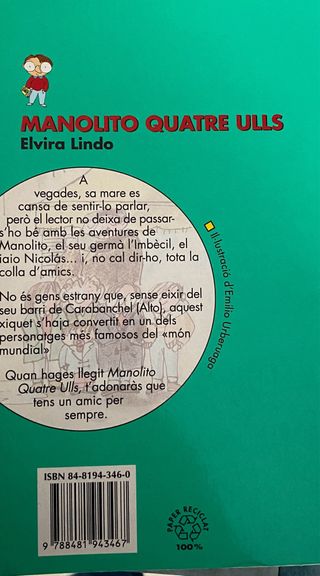 MANOLITO QUATRE ULLS
Elvira Lindo
A
vegades, sa mare es
cansa de sentir-lo parlar,
però el lector no deixa de passar-
s'ho bé amb les aventures de
Manolito, el seu germà l'Imbècil, el
iaio Nicolás... i, no cal dir-ho, tota la
colla d'amics.
No és gens estrany que, sense eixir del
seu barri de Carabanchel (Alto), aquest
xiquet s'haja convertit en un dels
personatges més famosos del «món
mundial»
Quan hages llegit Manolito
Quatre Ulls, t'adonaràs que
tens un amic per
sempre.
Il·lustració d'Emilio Urberuaga
ISBN 84-8194-346-0
9 788481 943467
PAPER RECICLAT
100%